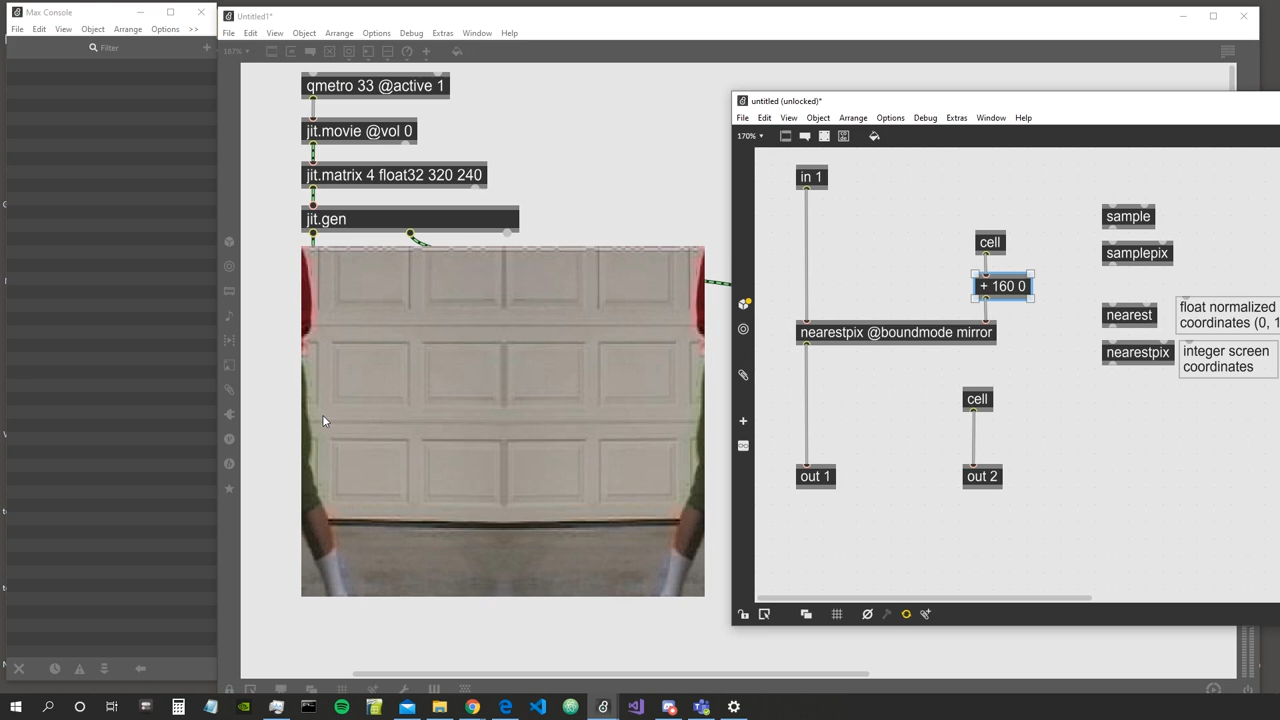 Max Console
File Edit View Object Arrange Options >>
Filter
Untitled1*
File Edit View Object Arrange Options Debug Extras Window Help
187%
qmetro 33 @active 1
jit.movie @vol 0
jit.matrix 4 float32 320 240
jit.gen
untitled (unlocked)*
File Edit View Object Arrange Options Debug Extras Window Help
170%
in 1
cell
+ 160 0
nearestpix @boundmode mirror
cell
out 1
out 2
sample
samplepix
nearest
float normalized
coordinates (0, 1
nearestpix
integer screen
coordinates